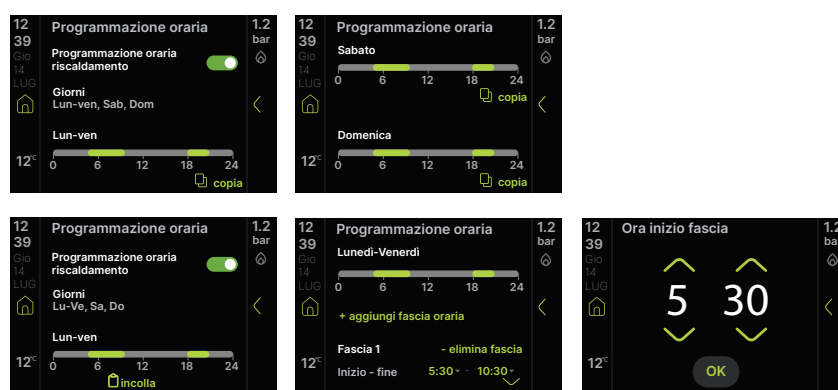 12
39
Gio
14
LUG
12°C
Programmazione oraria
Programmazione oraria
riscaldamento
Giorni
Lun-ven, Sab, Dom
Lun-ven
0 6 12 18 24
copia
1.2
bar
12
39
Gio
14
LUG
12°C
Programmazione oraria
Sabato
0 6 12 18 24
copia
Domenica
0 6 12 18 24
copia
1.2
bar
12
39
Gio
14
LUG
12°C
Programmazione oraria
Programmazione oraria
riscaldamento
Giorni
Lu-Ve, Sa, Do
Lun-ven
0 6 12 18 24
incolla
1.2
bar
12
39
Gio
14
LUG
12°C
Programmazione oraria
Lunedì-Venerdì
0 6 12 18 24
+ aggiungi fascia oraria
Fascia 1 - elimina fascia
Inizio - fine 5:30 - 10:30
1.2
bar
12
39
Gio
14
LUG
12°C
Ora inizio fascia
5 30
OK
1.2
bar